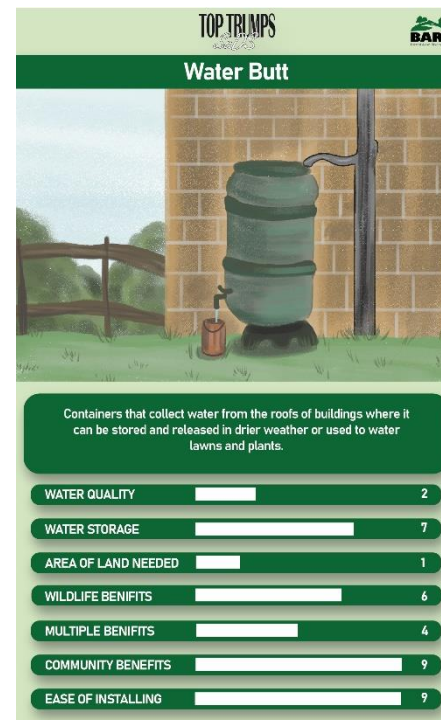 TOP TRUMPS
BAR
Water Butt
Containers that collect water from the roofs of buildings where it
can be stored and released in drier weather or used to water
lawns and plants.
WATER QUALITY 2
WATER STORAGE 7
AREA OF LAND NEEDED 1
WILDLIFE BENIFITS 6
MULTIPLE BENIFITS 4
COMMUNITY BENEFITS 9
EASE OF INSTALLING 9